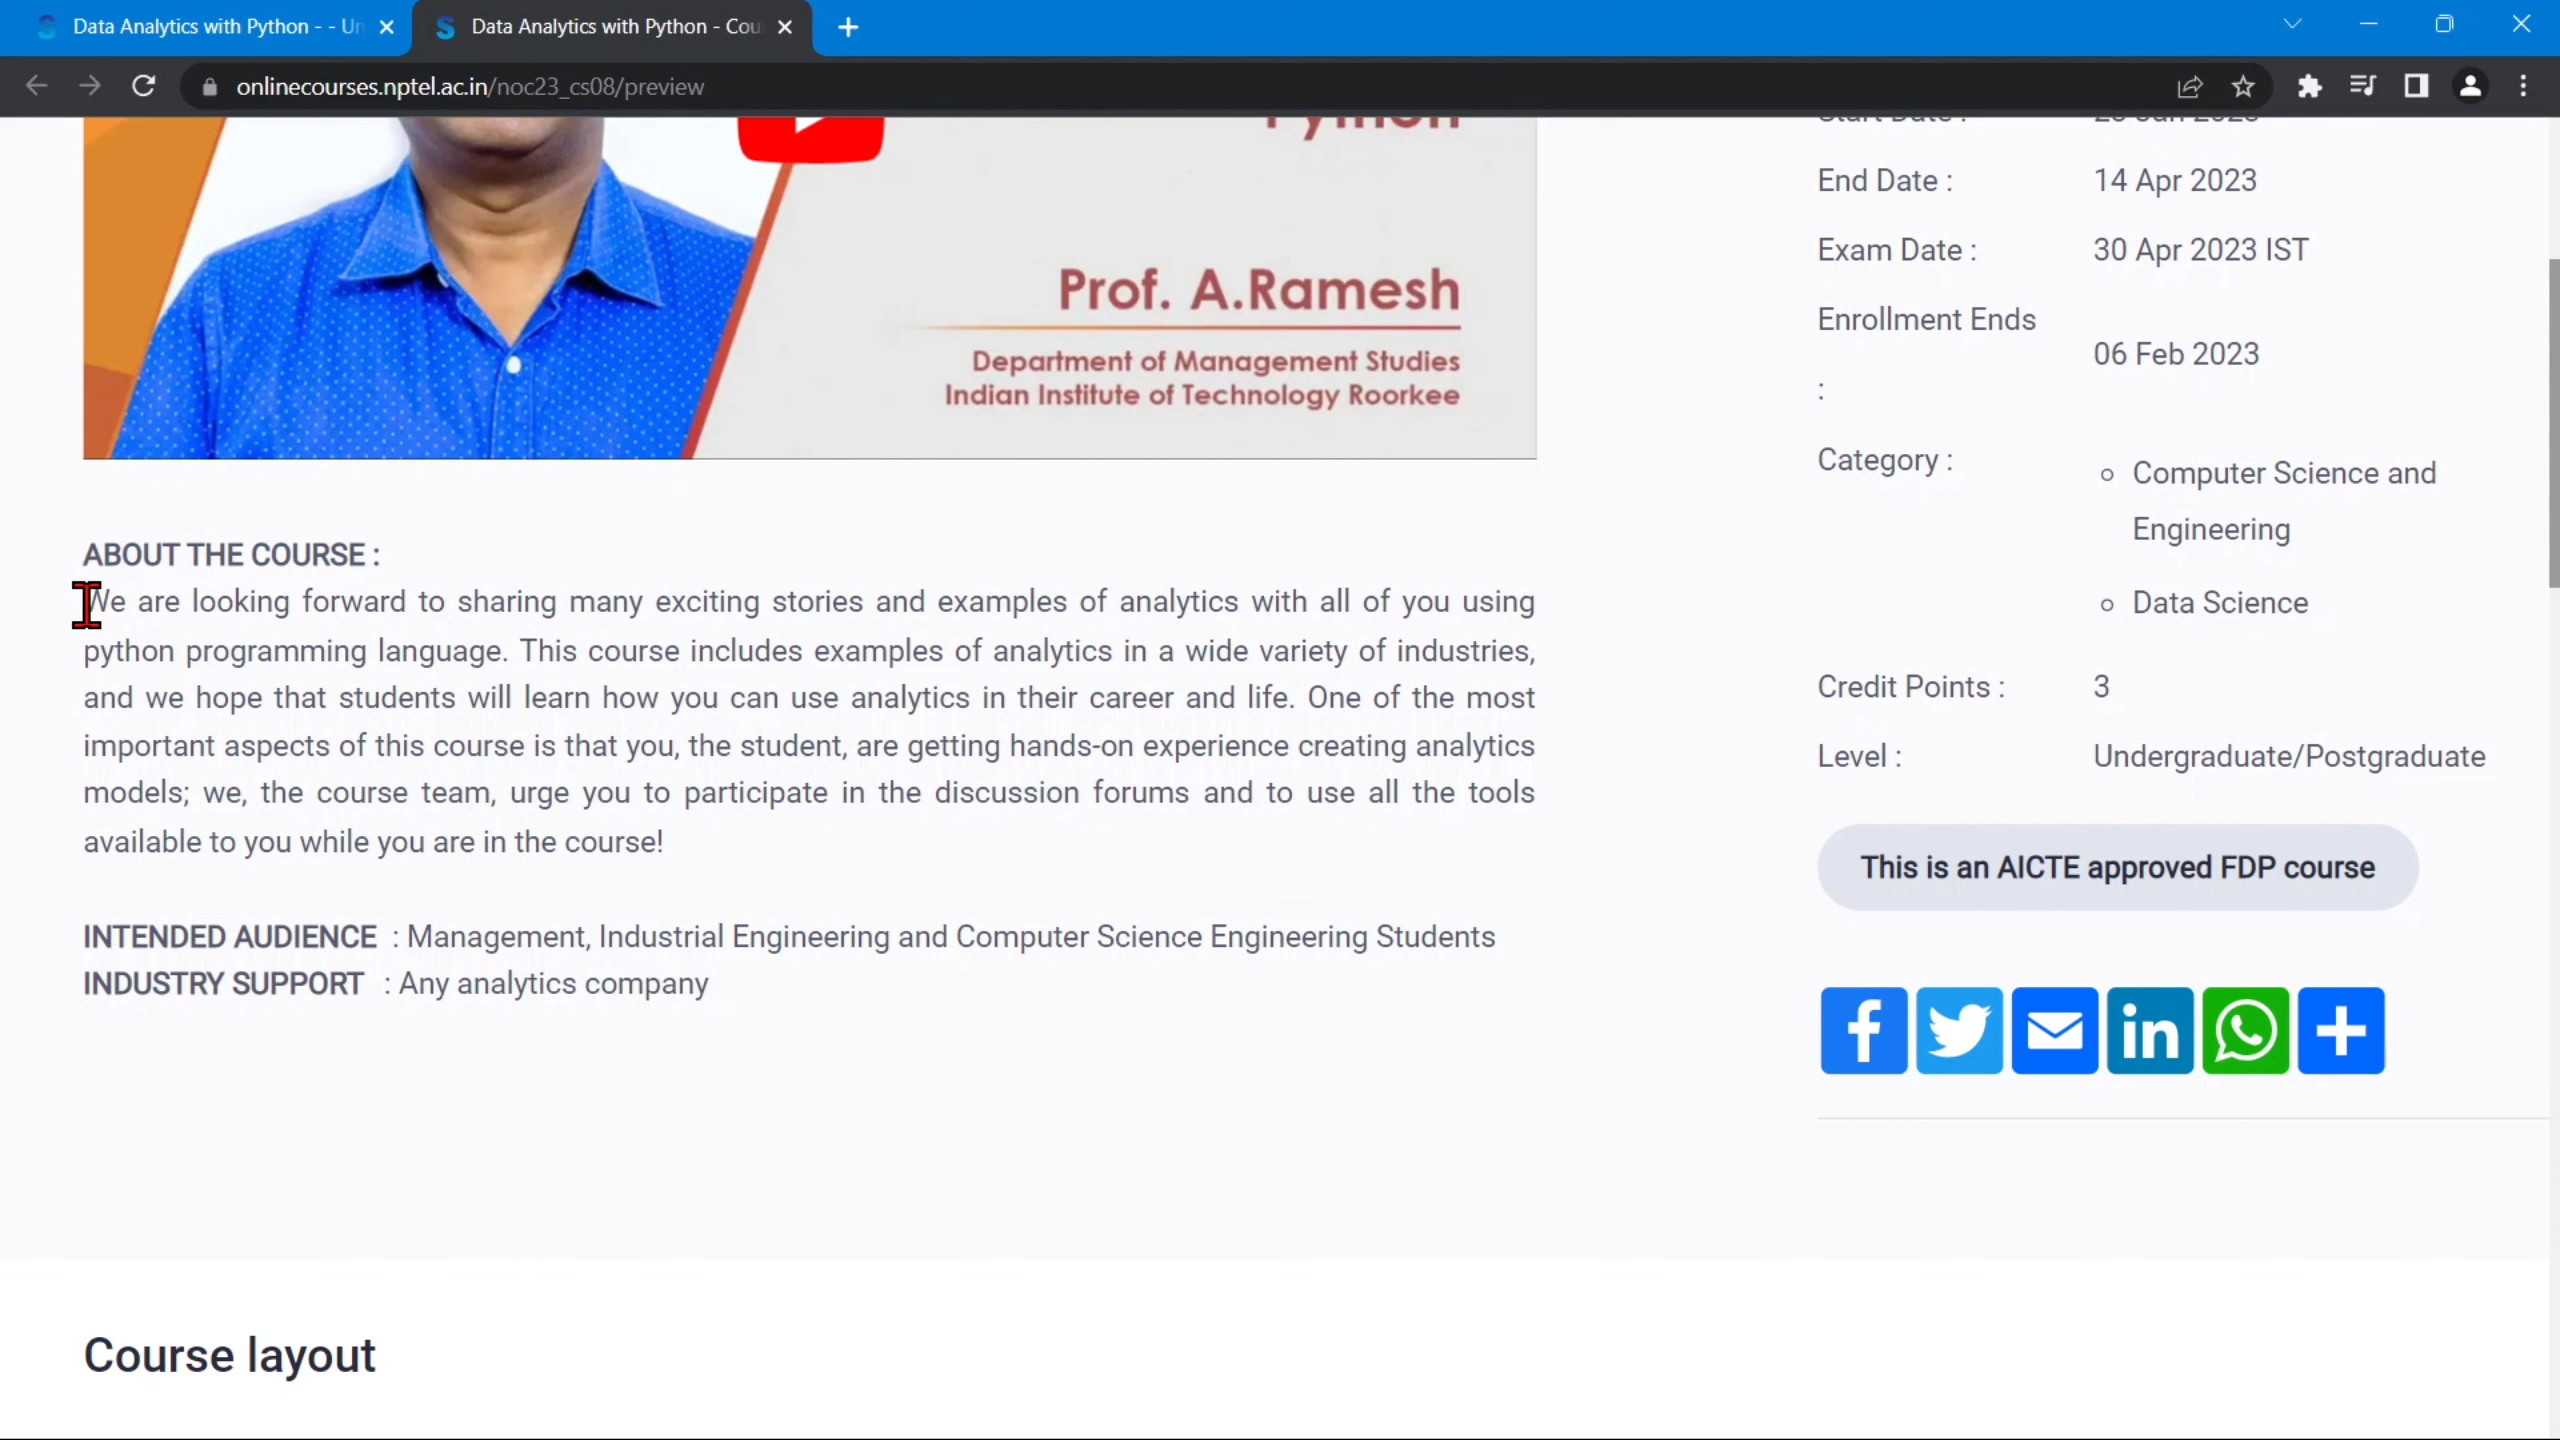 Data Analytics with Python - - Un
Data Analytics with Python - Cou
onlinecourses.nptel.ac.in/noc23_cs08/preview
Python
Prof. A.Ramesh
Department of Management Studies
Indian Institute of Technology Roorkee
ABOUT THE COURSE :
We are looking forward to sharing many exciting stories and examples of analytics with all of you using
python programming language. This course includes examples of analytics in a wide variety of industries,
and we hope that students will learn how you can use analytics in their career and life. One of the most
important aspects of this course is that you, the student, are getting hands-on experience creating analytics
models; we, the course team, urge you to participate in the discussion forums and to use all the tools
available to you while you are in the course!
INTENDED AUDIENCE : Management, Industrial Engineering and Computer Science Engineering Students
INDUSTRY SUPPORT : Any analytics company
Start Date :
End Date : 14 Apr 2023
Exam Date : 30 Apr 2023 IST
Enrollment Ends
: 06 Feb 2023
Category : Computer Science and
Engineering
Data Science
Credit Points : 3
Level : Undergraduate/Postgraduate
This is an AICTE approved FDP course
Course layout